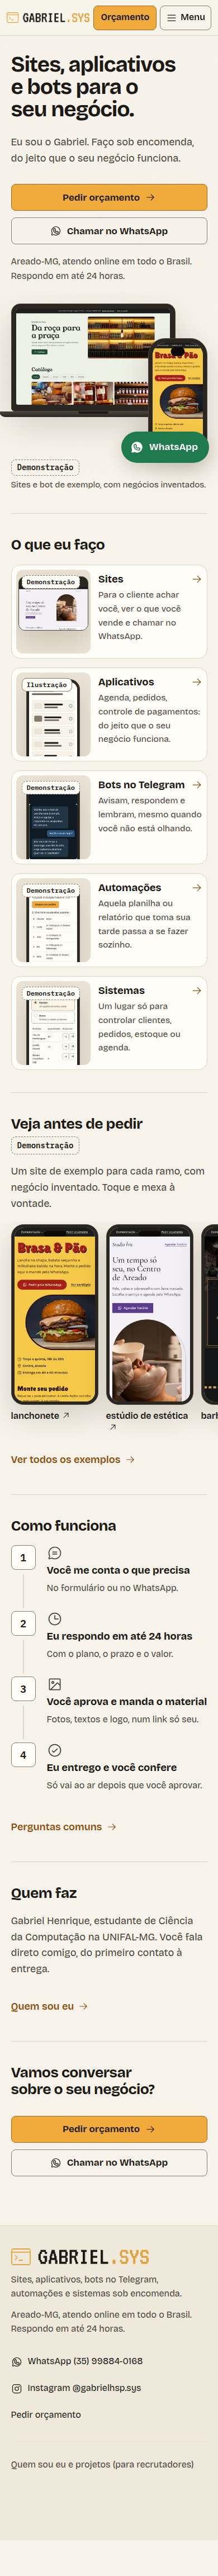 GABRIEL.SYS
Orçamento
Menu
Sites, aplicativos
e bots para o
seu negócio.
Eu sou o Gabriel. Faço sob encomenda,
do jeito que o seu negócio funciona.
Pedir orçamento →
Chamar no WhatsApp
Areado-MG, atendo online em todo o Brasil.
Respondo em até 24 horas.
Da roça para
a praça
Catálogo
WhatsApp
Demonstração
Sites e bot de exemplo, com negócios inventados.
O que eu faço
Demonstração
Sites →
Para o cliente achar
você, ver o que você
vende e chamar no
WhatsApp.
Ilustração
Aplicativos →
Agenda, pedidos,
controle de pagamentos:
do jeito que o seu
negócio funciona.
Demonstração
Bots no Telegram →
Avisam, respondem e
lembram, mesmo quando
você não está olhando.
Demonstração
Automações →
Aquela planilha ou
relatório que toma sua
tarde passa a se fazer
sozinho.
Demonstração
Sistemas →
Um lugar só para
controlar clientes,
pedidos, estoque ou
agenda.
Veja antes de pedir
Demonstração
Um site de exemplo para cada ramo, com
negócio inventado. Toque e mexa à
vontade.
Brasa & Pão
Monte seu pedido
Um tempo só
seu, no Centro
de Areado
lanchonete ↗
estúdio de estética
↗
barb
Ver todos os exemplos →
Como funciona
1
Você me conta o que precisa
No formulário ou no WhatsApp.
2
Eu respondo em até 24 horas
Com o plano, o prazo e o valor.
3
Você aprova e manda o material
Fotos, textos e logo, num link só seu.
4
Eu entrego e você confere
Só vai ao ar depois que você aprovar.
Perguntas comuns →
Quem faz
Gabriel Henrique, estudante de Ciência
da Computação na UNIFAL-MG. Você fala
direto comigo, do primeiro contato à
entrega.
Quem sou eu →
Vamos conversar
sobre o seu negócio?
Pedir orçamento →
Chamar no WhatsApp
GABRIEL.SYS
Sites, aplicativos, bots no Telegram,
automações e sistemas sob encomenda.
Areado-MG, atendo online em todo o Brasil.
Respondo em até 24 horas.
WhatsApp (35) 99884-0168
Instagram @gabrielhsp.sys
Pedir orçamento
Quem sou eu e projetos (para recrutadores)